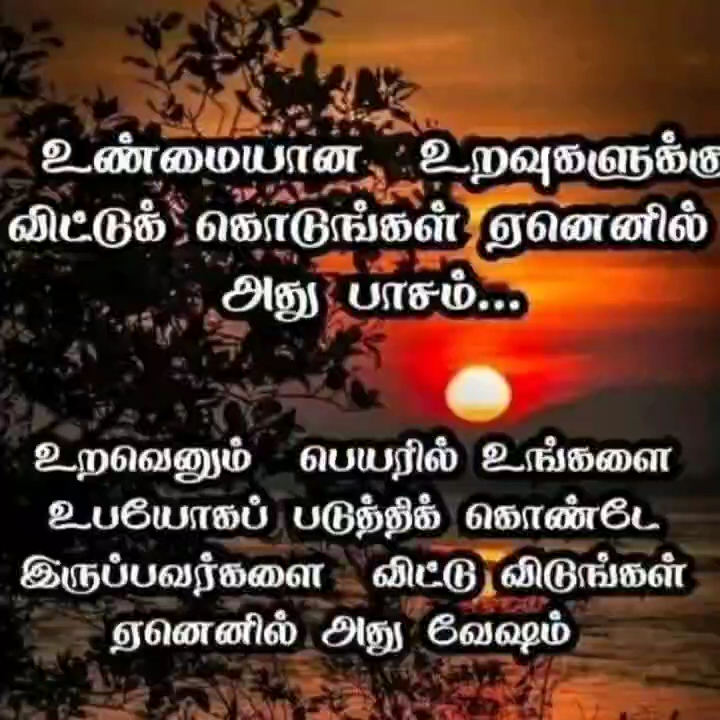 உண்மையான உறவுகளுக்கு
விட்டுக் கொடுங்கள் ஏனெனில்
அது பாசம்...
உறவெனும் பெயரில் உங்களை
உபயோகப் படுத்திக் கொண்டே
இருப்பவர்களை விட்டு விடுங்கள்
ஏனெனில் அது வேஷம்